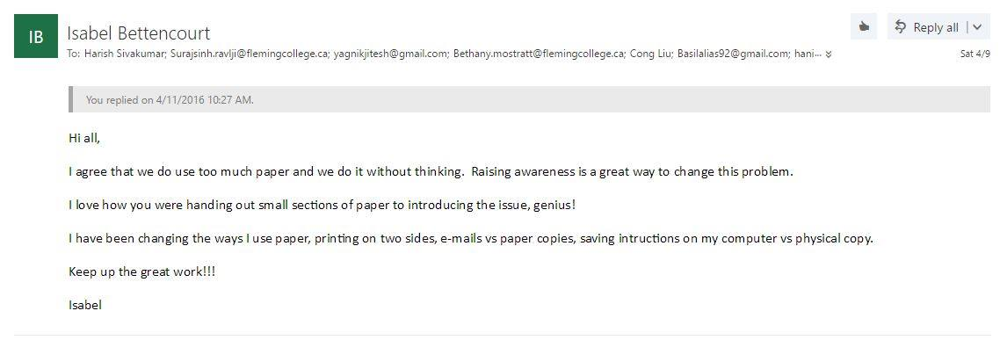 IB
Isabel Bettencourt
Reply all
To: Harish Sivakumar; Surajsinh.ravlji@flemingcollege.ca; yagnikjitesh@gmail.com; Bethany.mostratt@flemingcollege.ca; Cong Liu; Basilalias92@gmail.com; hani···
Sat 4/9
You replied on 4/11/2016 10:27 AM.
Hi all,
I agree that we do use too much paper and we do it without thinking.  Raising awareness is a great way to change this problem.
I love how you were handing out small sections of paper to introducing the issue, genius!
I have been changing the ways I use paper, printing on two sides, e-mails vs paper copies, saving intructions on my computer vs physical copy.
Keep up the great work!!!
Isabel